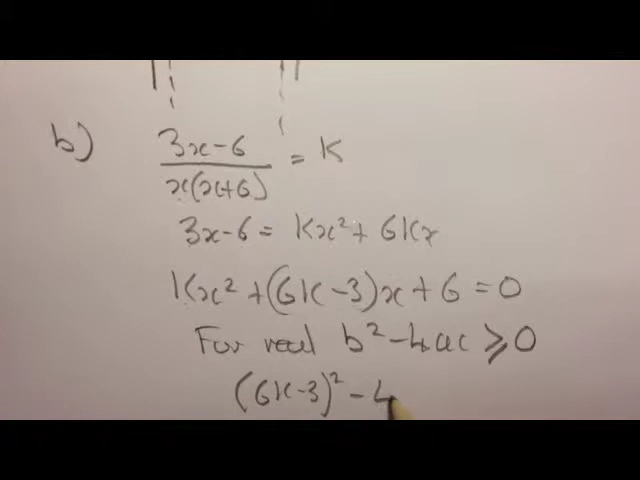 b) (3x-6)/(x(x+6)) = K
3x-6 = Kx² + 6Kx
Kx² + (6K-3)x + 6 = 0
For real b² - 4ac ≥ 0
(6K-3)² - 4